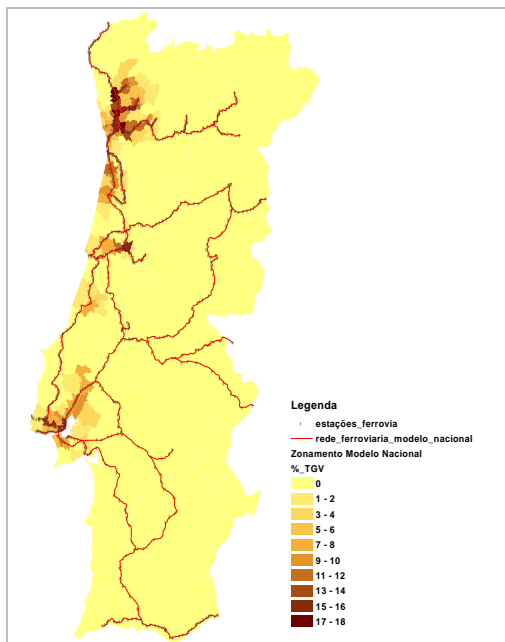 Legenda
estações_ferrovia
rede_ferroviaria_modelo_nacional
Zonamento Modelo Nacional
%_TGV
0
1 - 2
3 - 4
5 - 6
7 - 8
9 - 10
11 - 12
13 - 14
15 - 16
17 - 18